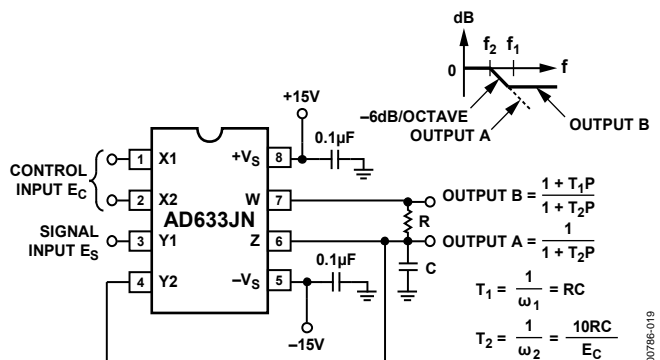 dB
f2 f1
0 f
–6dB/OCTAVE
OUTPUT A
OUTPUT B
+15V
0.1µF
CONTROL
INPUT EC
SIGNAL
INPUT ES
1 X1
2 X2
3 Y1
4 Y2
AD633JN
+VS 8
W 7
Z 6
–VS 5
0.1µF
–15V
R
C
OUTPUT B = 1 + T1P / 1 + T2P
OUTPUT A = 1 / 1 + T2P
T1 = 1 / ω1 = RC
T2 = 1 / ω2 = 10RC / EC
00786-019